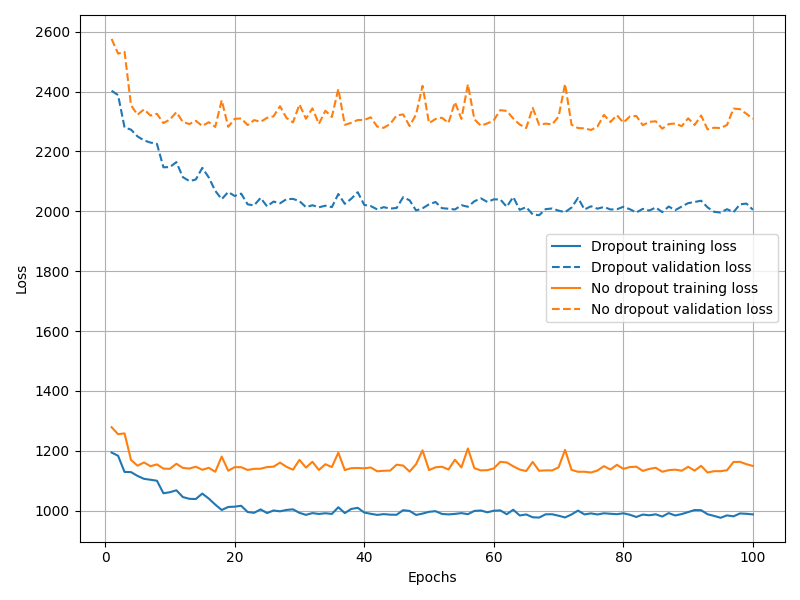 2600
2400
2200
2000
1800
1600
1400
1200
1000
Loss
Dropout training loss
Dropout validation loss
No dropout training loss
No dropout validation loss
0
20
40
60
80
100
Epochs